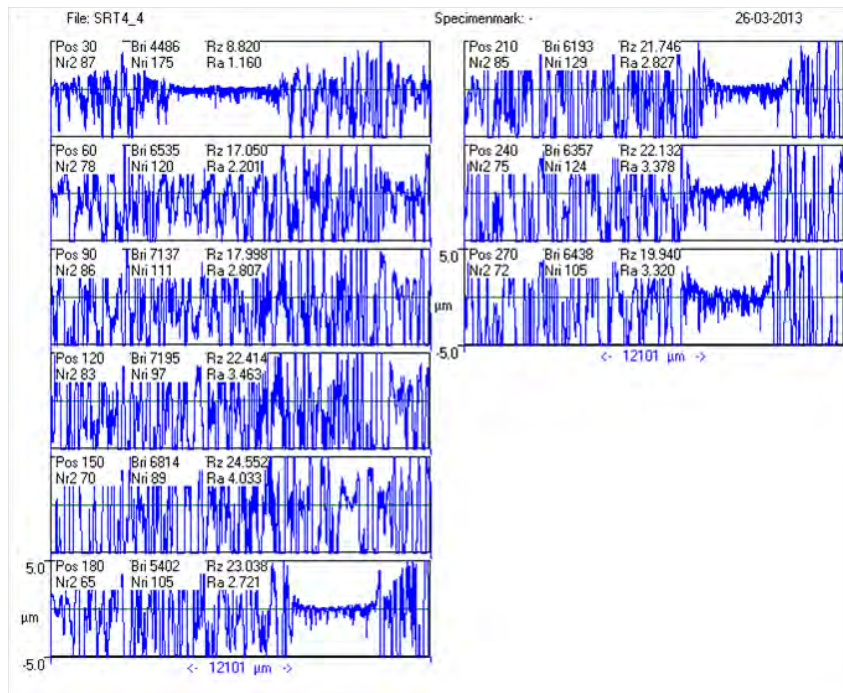 File: SRT4_4 Specimenmark: - 26-03-2013
Pos 30 Bri 4486 Rz 8.820
Nr2 87 Nri 175 Ra 1.160
Pos 60 Bri 6535 Rz 17.050
Nr2 78 Nri 120 Ra 2.201
Pos 90 Bri 7137 Rz 17.998
Nr2 86 Nri 111 Ra 2.807
Pos 120 Bri 7195 Rz 22.414
Nr2 83 Nri 97 Ra 3.463
Pos 150 Bri 6814 Rz 24.552
Nr2 70 Nri 89 Ra 4.033
5.0
Pos 180 Bri 5402 Rz 23.038
Nr2 65 Nri 105 Ra 2.721
µm
-5.0
<- 12101 µm ->
Pos 210 Bri 6193 Rz 21.746
Nr2 85 Nri 129 Ra 2.827
Pos 240 Bri 6357 Rz 22.132
Nr2 75 Nri 124 Ra 3.378
5.0
Pos 270 Bri 6438 Rz 19.940
Nr2 72 Nri 105 Ra 3.320
µm
-5.0
<- 12101 µm ->